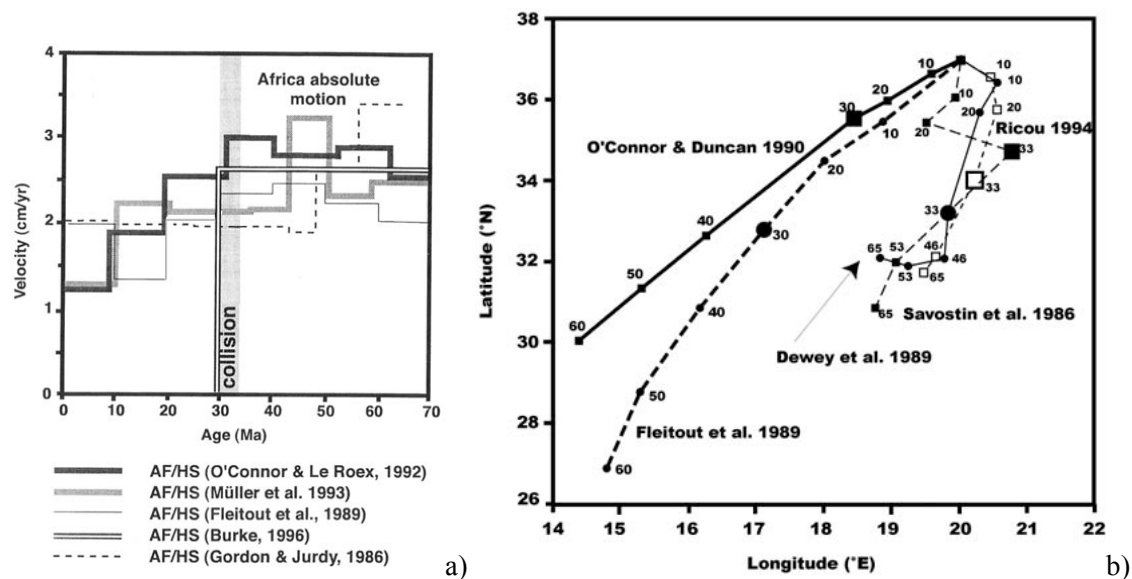 4
3
2
1
0
Velocity (cm/yr)
Africa absolute
motion
collision
0 10 20 30 40 50 60 70
Age (Ma)
AF/HS (O'Connor & Le Roex, 1992)
AF/HS (Müller et al. 1993)
AF/HS (Fleitout et al., 1989)
AF/HS (Burke, 1996)
AF/HS (Gordon & Jurdy, 1986)
a)
38
36
34
32
30
28
26
Latitude (°N)
10
20
30
40
50
60
O'Connor & Duncan 1990
10
20
30
40
50
60
Fleitout et al. 1989
10
10
20
10
20
Ricou 1994
33
33
33
65
53
46
46
53
65
65
Savostin et al. 1986
Dewey et al. 1989
14 15 16 17 18 19 20 21 22
Longitude (°E)
b)